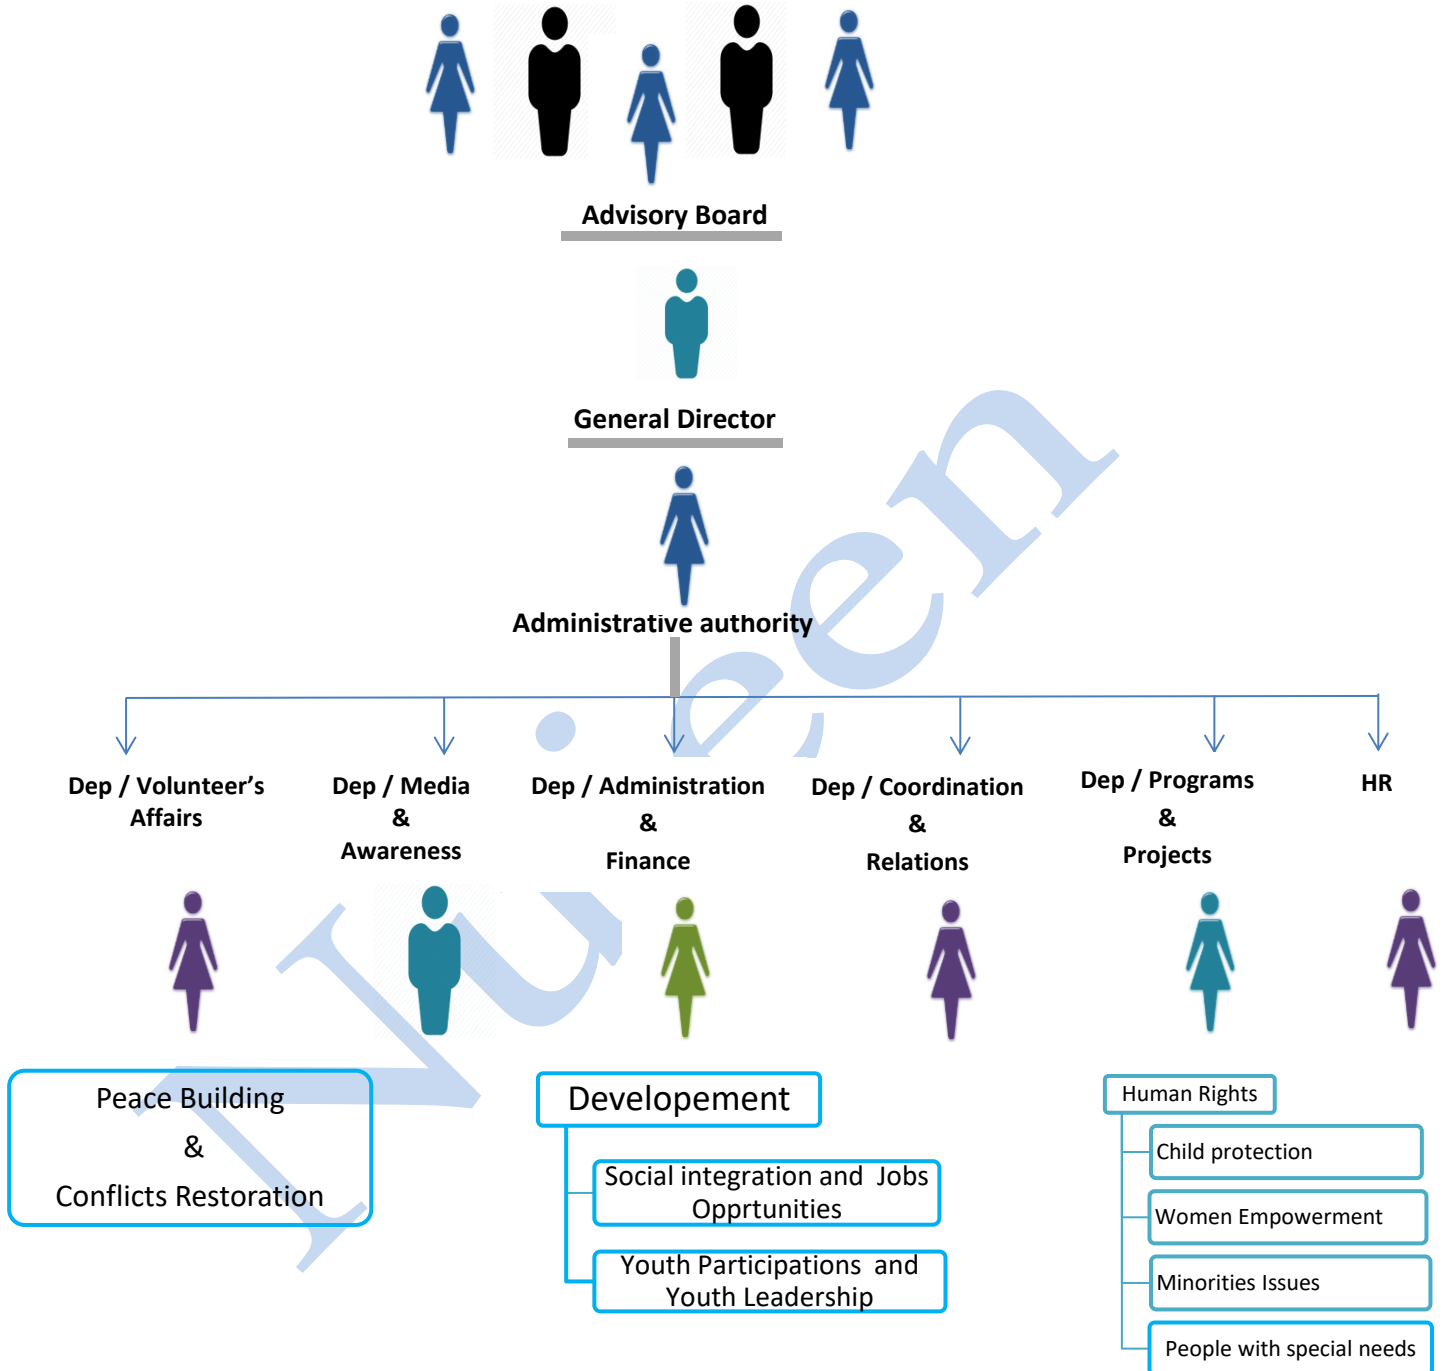 Advisory Board
General Director
Administrative authority
Dep / Volunteer’s
Affairs
Dep / Media
&
Awareness
Dep / Administration
&
Finance
Dep / Coordination
&
Relations
Dep / Programs
&
Projects
HR
Peace Building
&
Conflicts Restoration
Developement
Social integration and Jobs
Opprtunities
Youth Participations and
Youth Leadership
Human Rights
Child protection
Women Empowerment
Minorities Issues
People with special needs